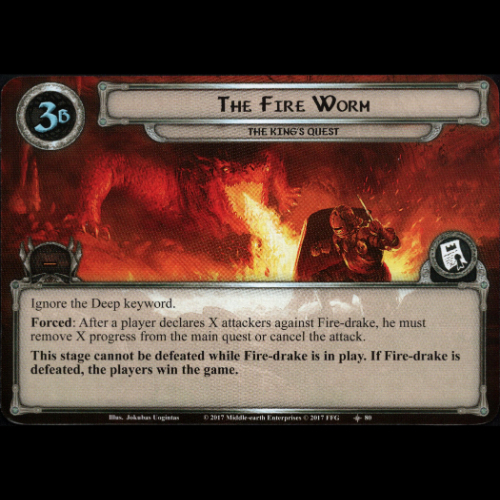 3B
THE FIRE WORM
THE KING'S QUEST
–
Ignore the Deep keyword.
Forced: After a player declares X attackers against Fire-drake, he must
remove X progress from the main quest or cancel the attack.
This stage cannot be defeated while Fire-drake is in play. If Fire-drake is
defeated, the players win the game.
Illus. Jokubas Uogintas © 2017 Middle-earth Enterprises © 2017 FFG 80